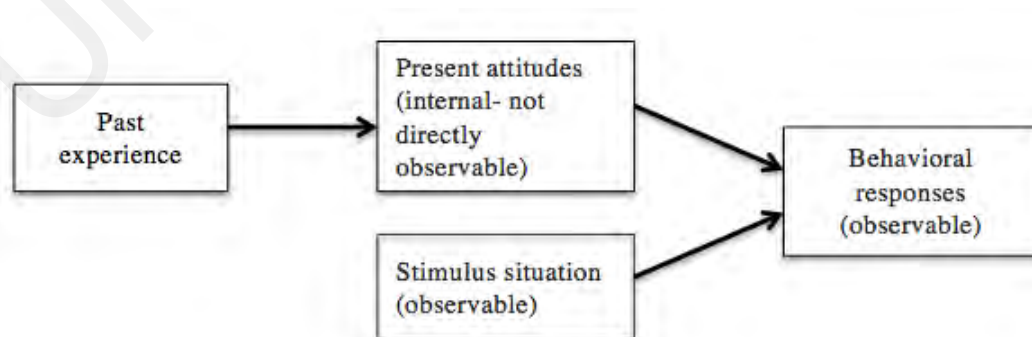 Past
experience
Present attitudes
(internal- not
directly
observable)
Stimulus situation
(observable)
Behavioral
responses
(observable)